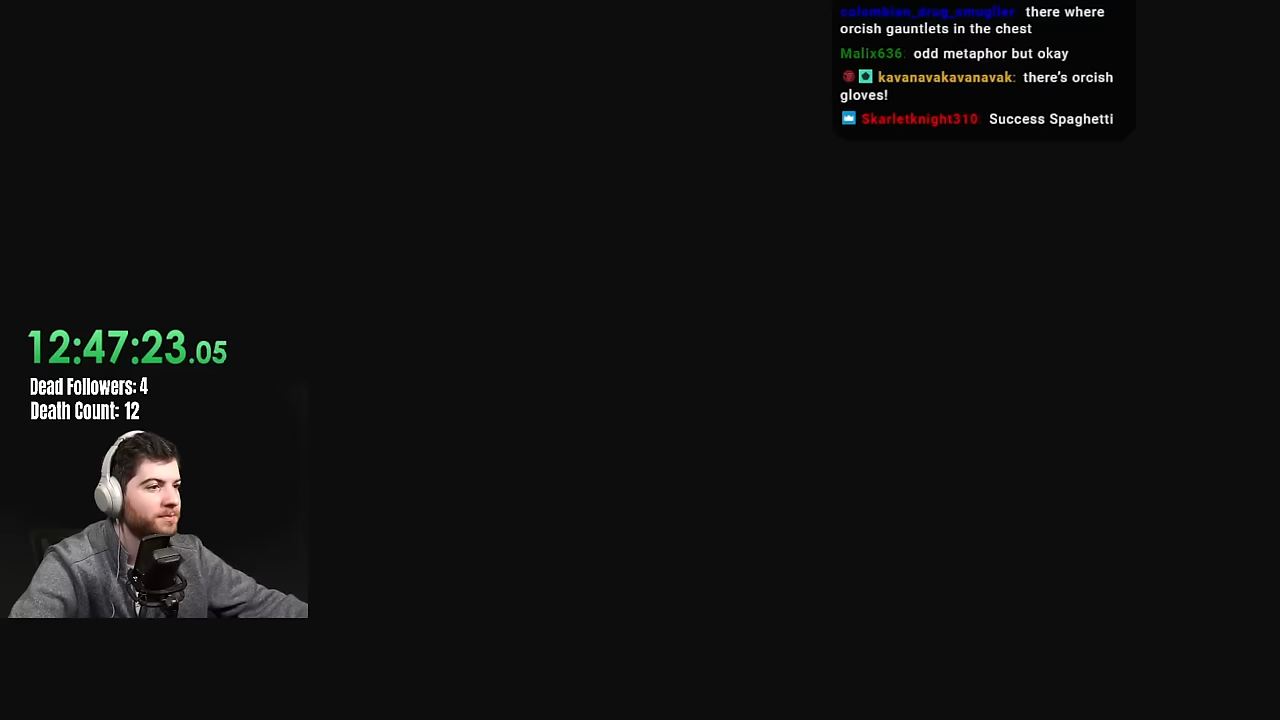 colombian_drug_smugller there where
orcish gauntlets in the chest
Malix636: odd metaphor but okay
kavanavakavanavak: there's orcish
gloves!
Skarletknight310 Success Spaghetti
12:47:23.05
Dead Followers: 4
Death Count: 12